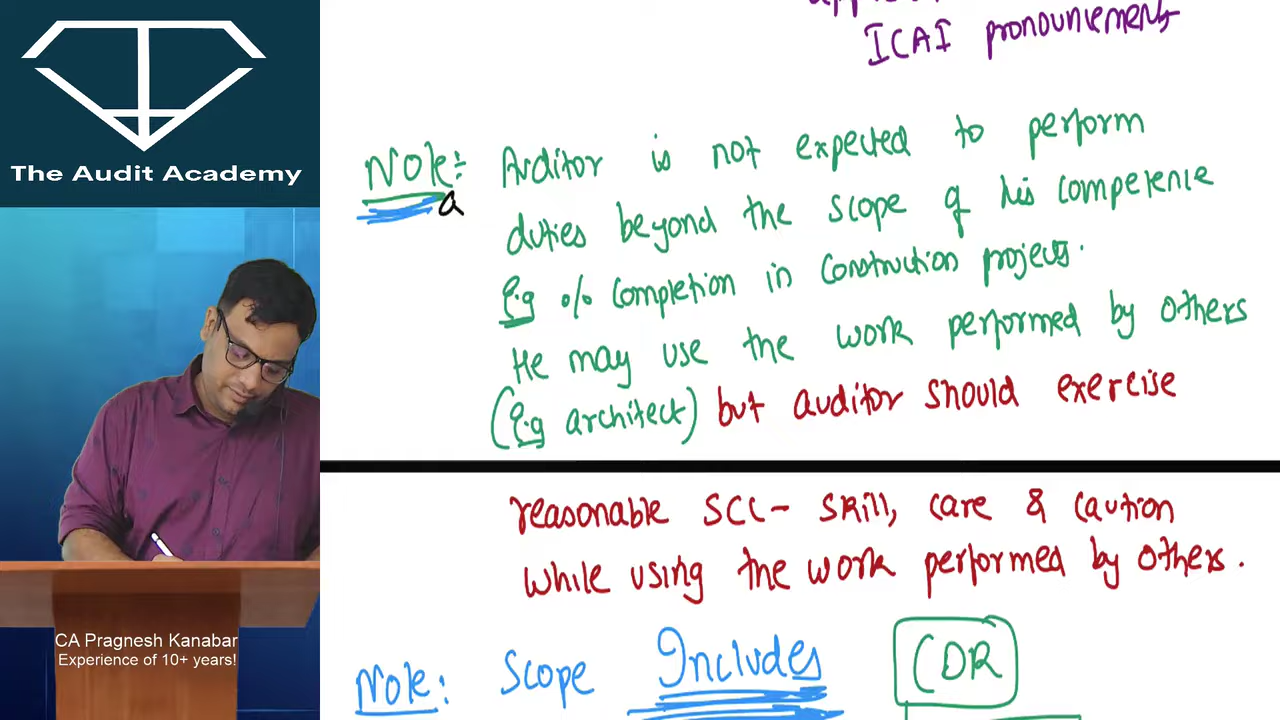 The Audit Academy
CA Pragnesh Kanabar
Experience of 10+ years!
ICAI pronouncements
Note: Auditor is not expected to perform
a
duties beyond the scope of his competence
E.g % Completion in Construction projects.
He may use the work performed by others
(E.g architect) but auditor should exercise
reasonable SCC- skill, care & caution
while using the work performed by others.
Note: Scope Includes